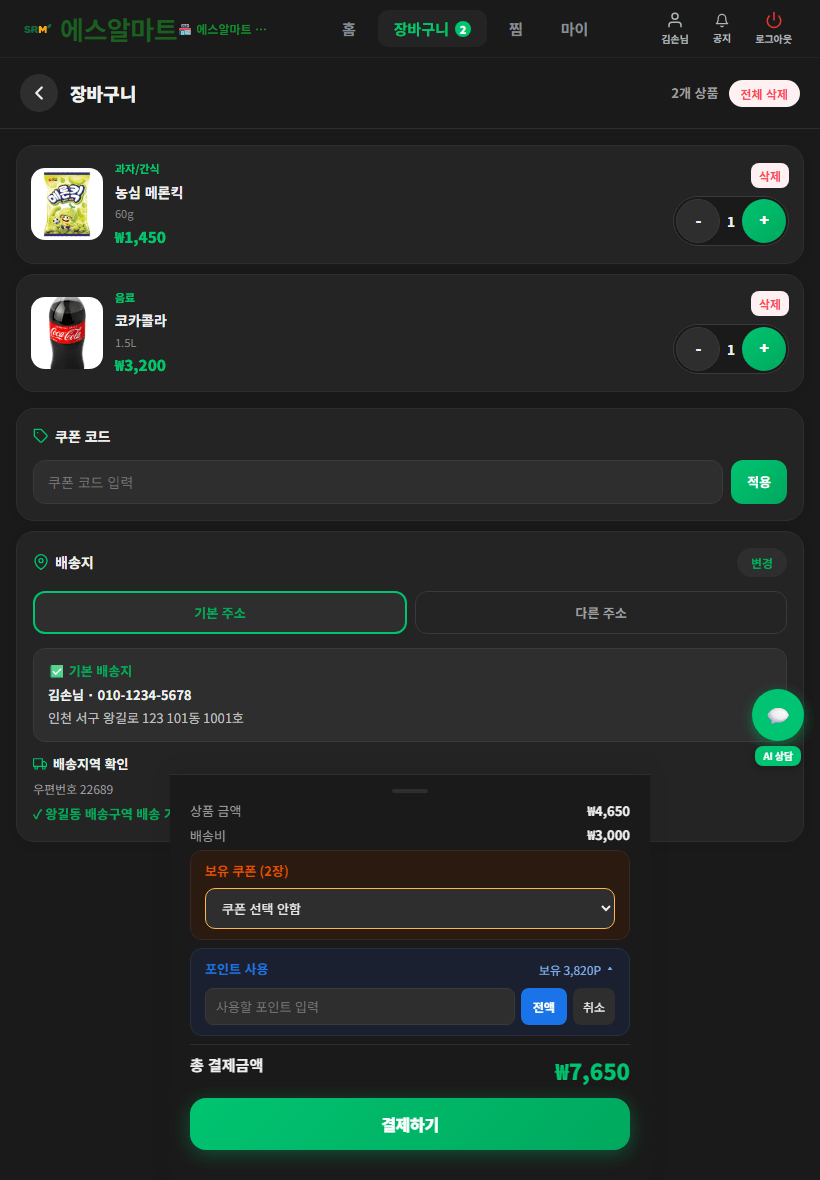 SRM 에스알마트 🏪 에스알마트 ...
홈
장바구니 2
찜
마이
김손님
공지
로그아웃
장바구니
2개 상품
전체 삭제
과자/간식
농심 메론킥
60g
₩1,450
삭제
- 1 +
메론킥
음료
코카콜라
1.5L
₩3,200
삭제
- 1 +
Coca-Cola
쿠폰 코드
쿠폰 코드 입력
적용
배송지
변경
기본 주소
다른 주소
✅ 기본 배송지
김손님 · 010-1234-5678
인천 서구 왕길로 123 101동 1001호
AI 상담
배송지역 확인
우편번호 22689
✓ 왕길동 배송구역 배송
상품 금액 ₩4,650
배송비 ₩3,000
보유 쿠폰 (2장)
쿠폰 선택 안함
포인트 사용
보유 3,820P ▲
사용할 포인트 입력
전액
취소
총 결제금액 ₩7,650
결제하기